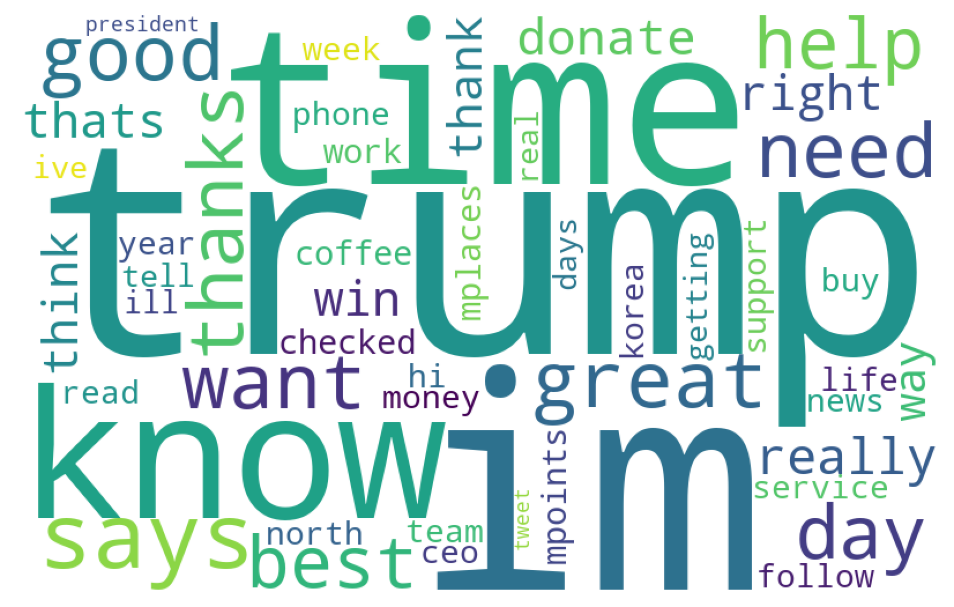 president
good
time
week
donate
help
thank
thats
thanks
phone
real
right
work
need
ive
trump
think
year
tell
ill
coffee
mplaces
days
korea
getting
support
buy
win
checked
want
hi
money
great
life
news
way
read
know
im
really
service
says
north
best
team
ceo
tweet
mpoints
day
follow